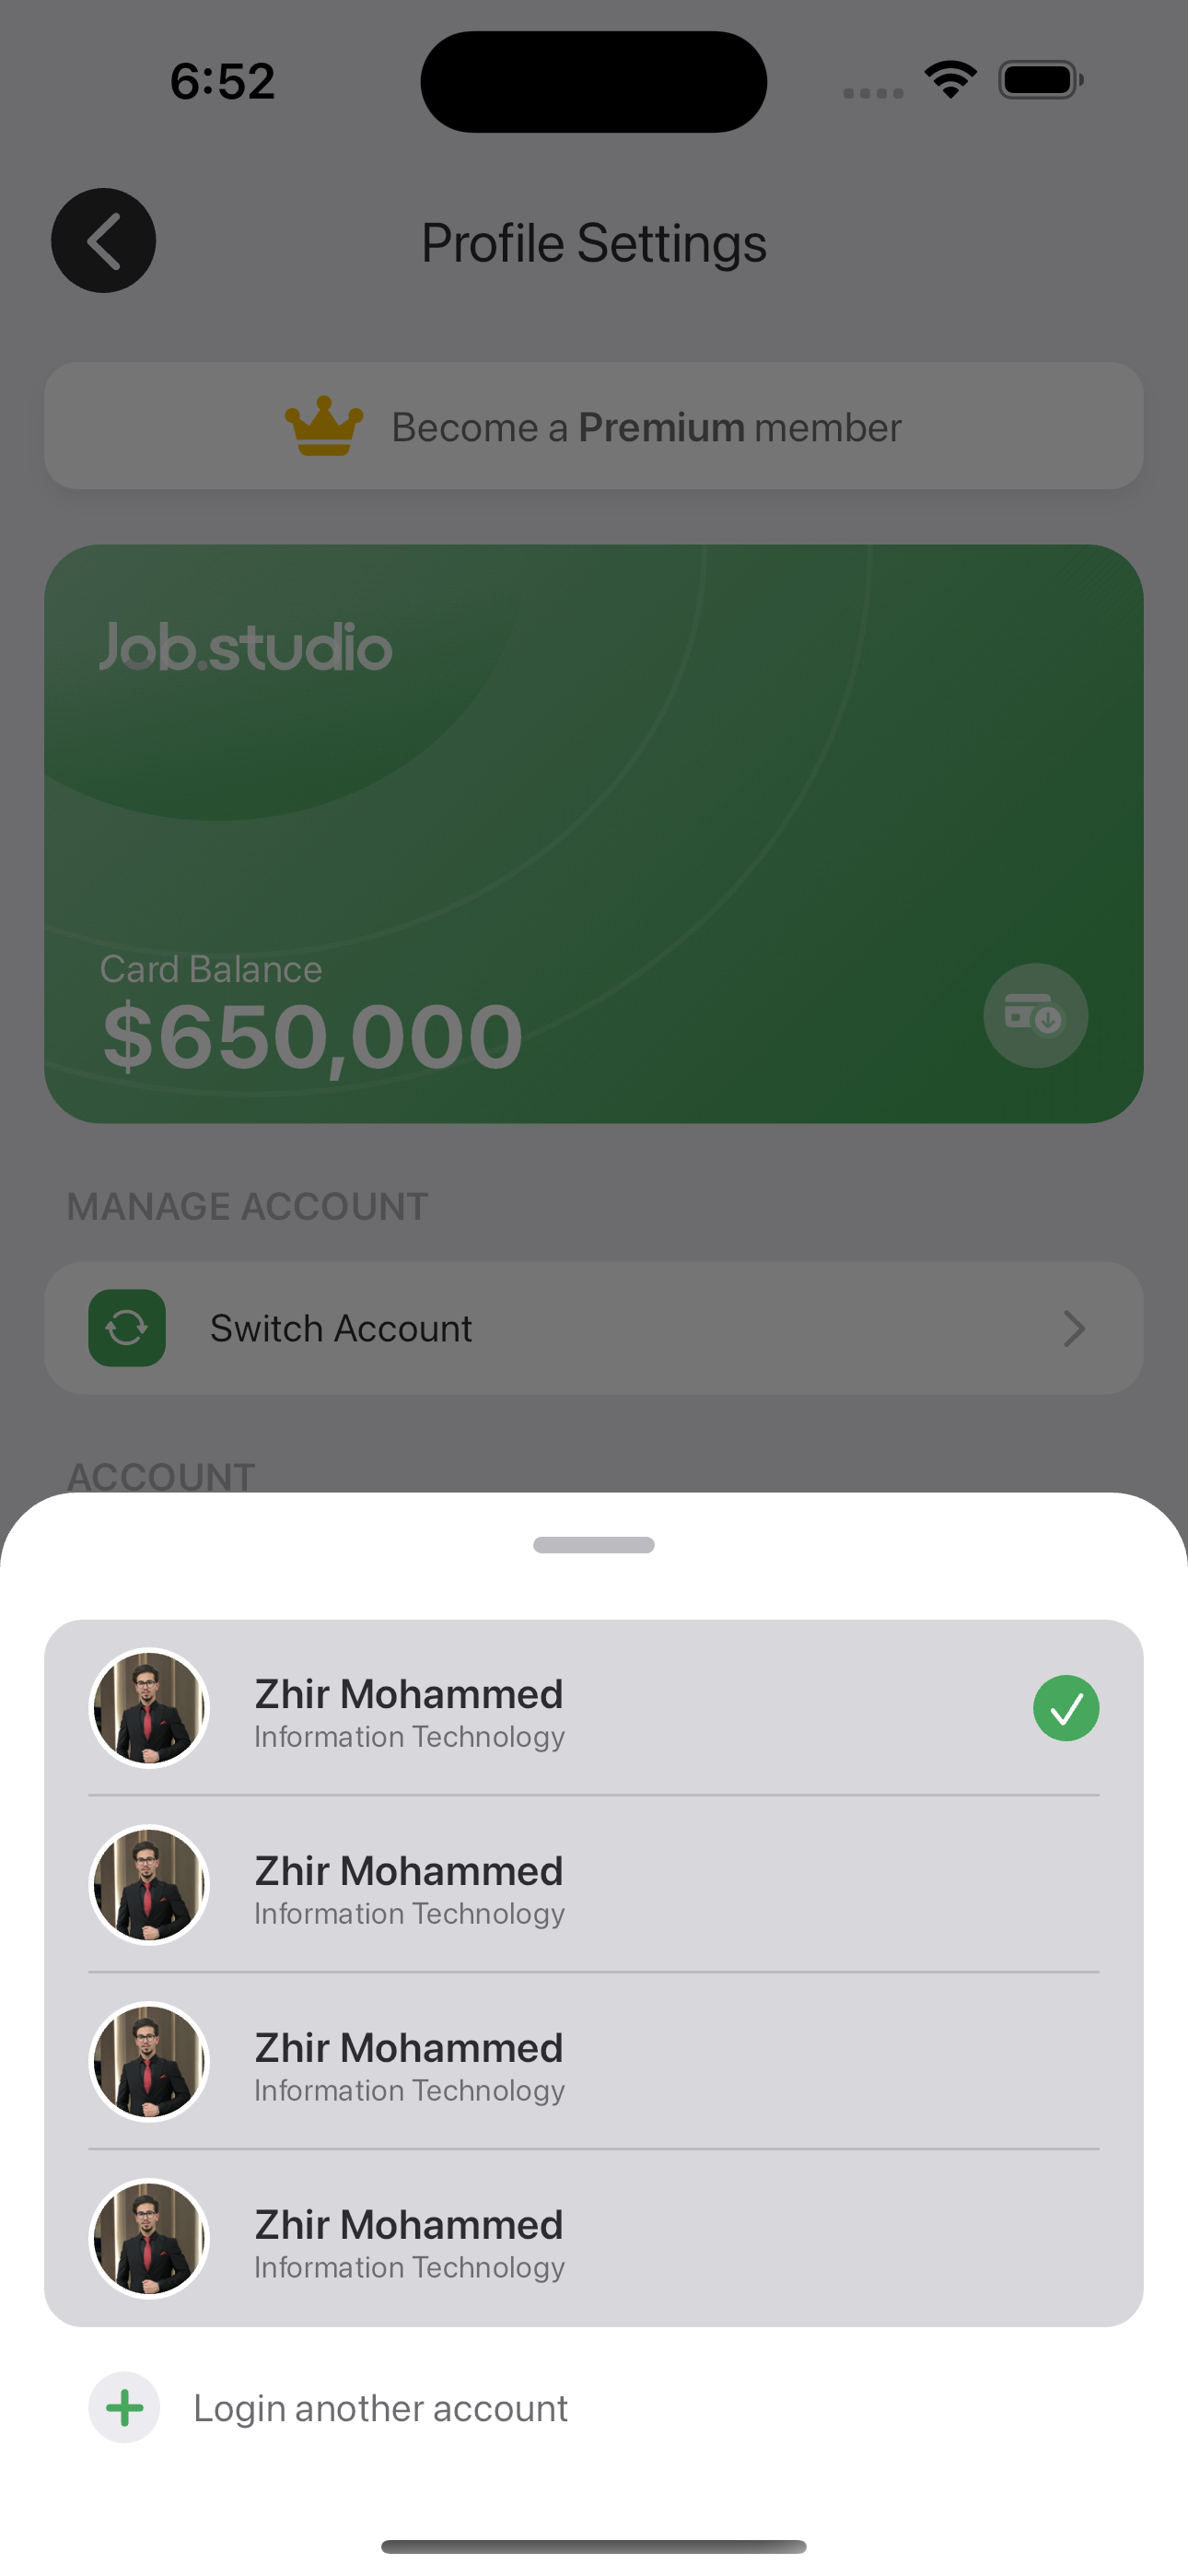 6:52
Profile Settings
Become a Premium member
Job.studio
Card Balance
$650,000
MANAGE ACCOUNT
Switch Account
ACCOUNT
Zhir Mohammed
Information Technology
Zhir Mohammed
Information Technology
Zhir Mohammed
Information Technology
Zhir Mohammed
Information Technology
Login another account